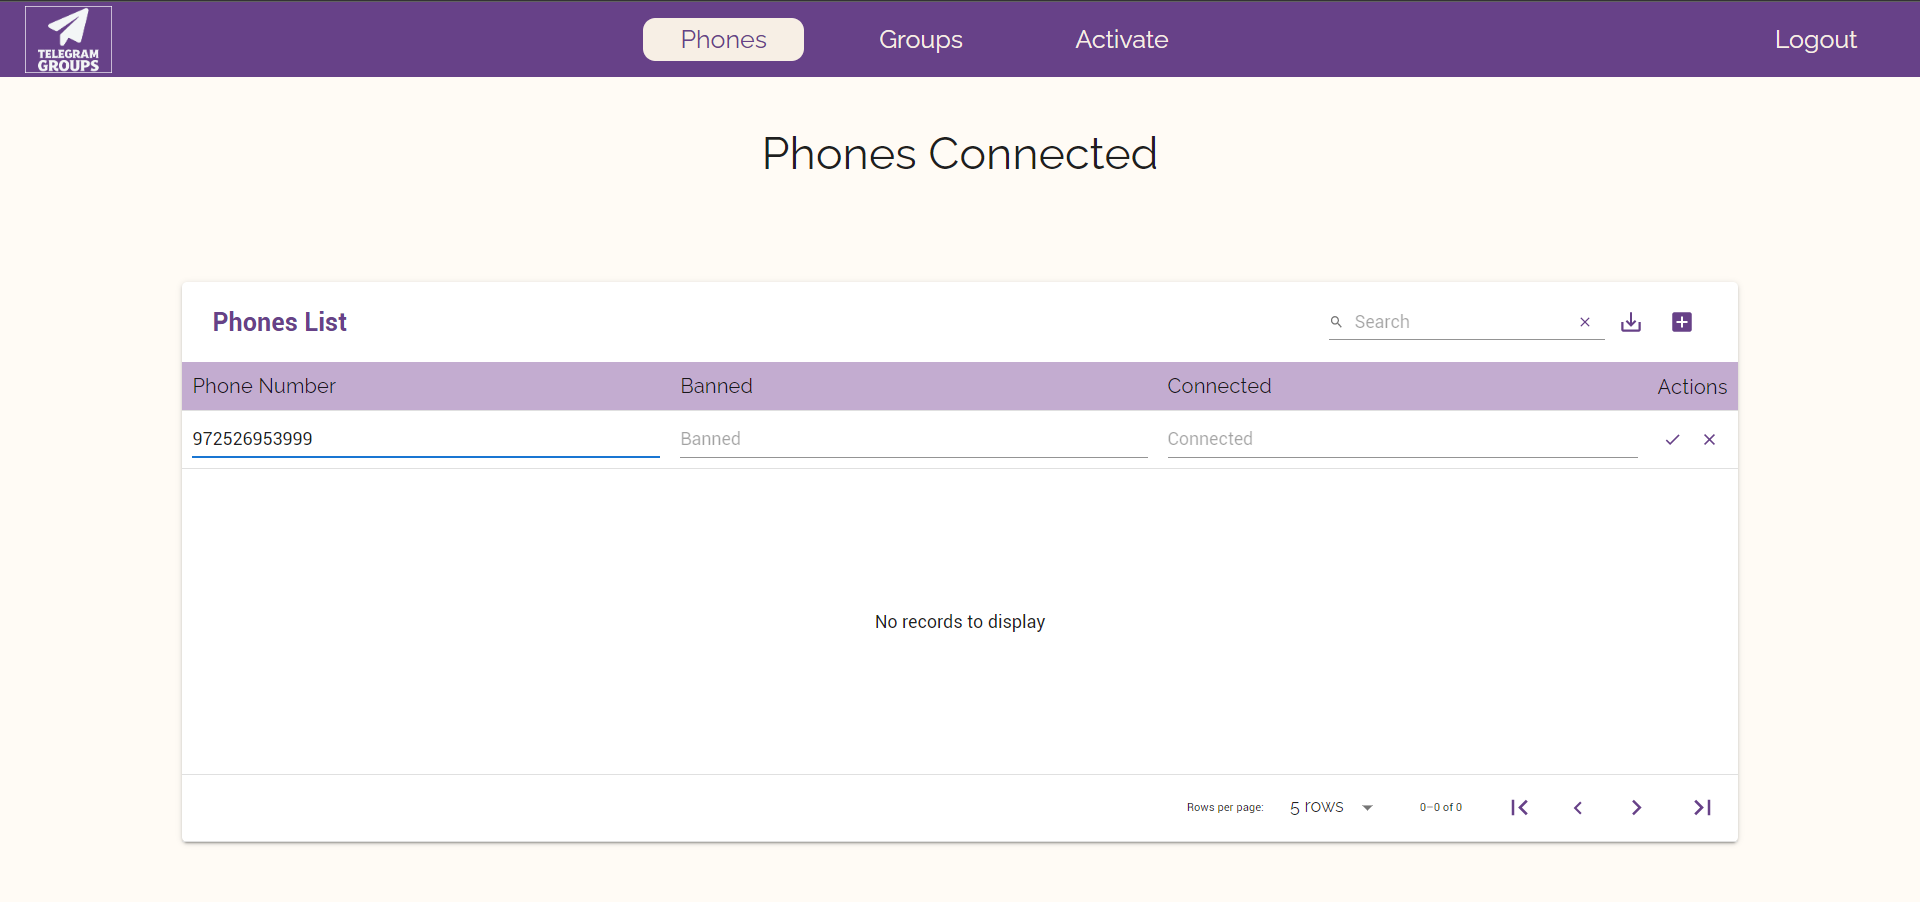 TELEGRAM
GROUPS
Phones
Groups
Activate
Logout
Phones Connected
Phones List
Search
Phone Number
Banned
Connected
Actions
972526953999
Banned
Connected
No records to display
Rows per page:
5 rows
0-0 of 0